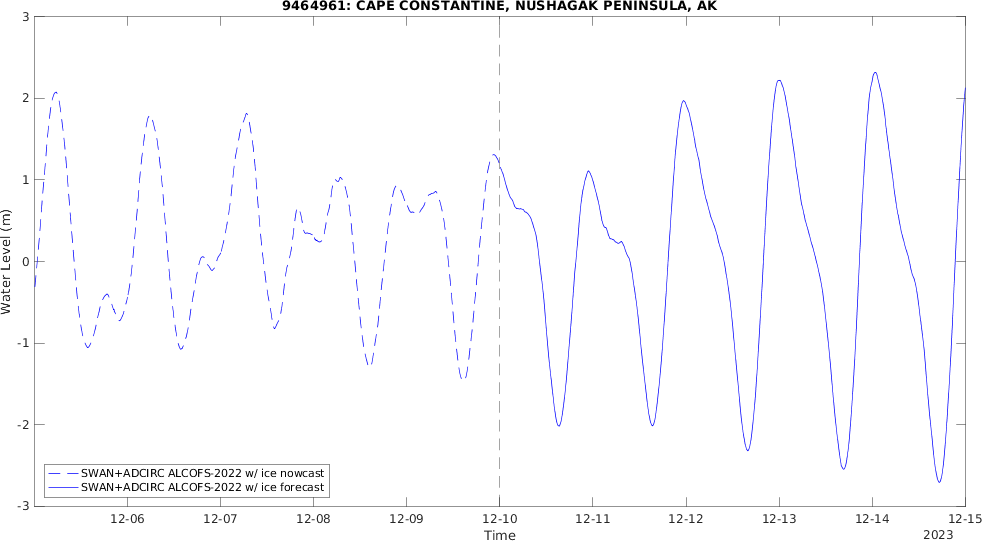 9464961: CAPE CONSTANTINE, NUSHAGAK PENINSULA, AK
3
2
1
0
-1
-2
-3
Water Level (m)
SWAN+ADCIRC ALCOFS-2022 w/ ice nowcast
SWAN+ADCIRC ALCOFS-2022 w/ ice forecast
12-06 12-07 12-08 12-09 12-10 12-11 12-12 12-13 12-14 12-15
Time
2023